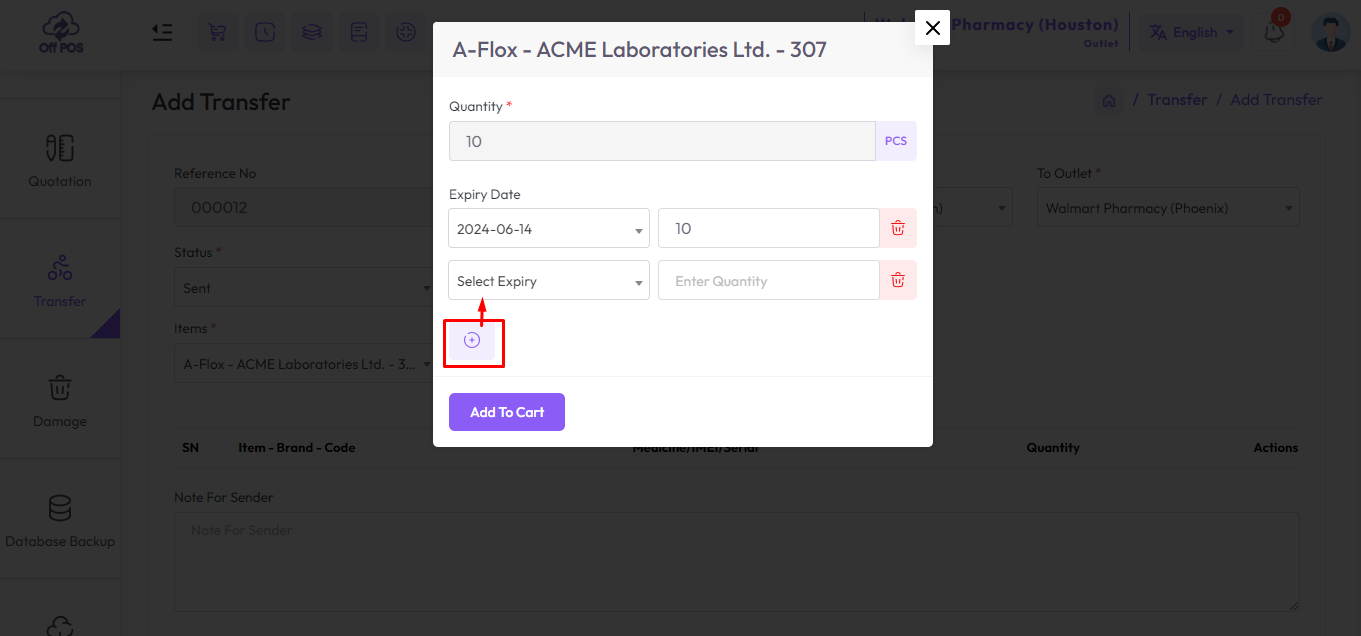 Off POS
Pharmacy (Houston)
Outlet
English
0
A-Flox - ACME Laboratories Ltd. - 307
Add Transfer
/ Transfer / Add Transfer
Quantity *
10
PCS
Quotation
Reference No
To Outlet *
Expiry Date
000012
Walmart Pharmacy (Phoenix)
2024-06-14
10
Status *
Sent
Select Expiry
Enter Quantity
Transfer
Items *
A-Flox - ACME Laboratories Ltd. - 3...
Add To Cart
Damage
SN
Item - Brand - Code
Medicine/IMEI/Serial
Quantity
Actions
Note For Sender
Note For Sender
Database Backup